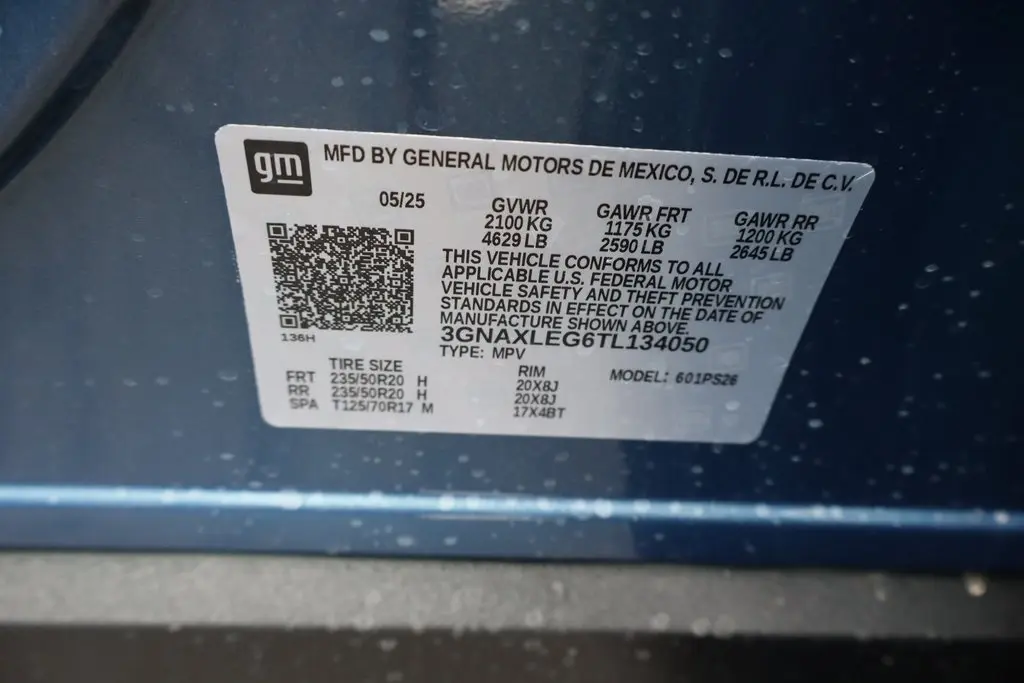 gm
MFD BY GENERAL MOTORS DE MEXICO, S. DE R.L. DE C.V.
05/25
GVWR GAWR FRT GAWR RR
2100 KG 1175 KG 1200 KG
4629 LB 2590 LB 2645 LB
THIS VEHICLE CONFORMS TO ALL
APPLICABLE U.S. FEDERAL MOTOR
VEHICLE SAFETY AND THEFT PREVENTION
STANDARDS IN EFFECT ON THE DATE OF
MANUFACTURE SHOWN ABOVE.
136H
3GNAXLEG6TL134050
TYPE: MPV
TIRE SIZE RIM MODEL: 601PS26
FRT 235/50R20 H 20X8J
RR 235/50R20 H 20X8J
SPA T125/70R17 M 17X4BT